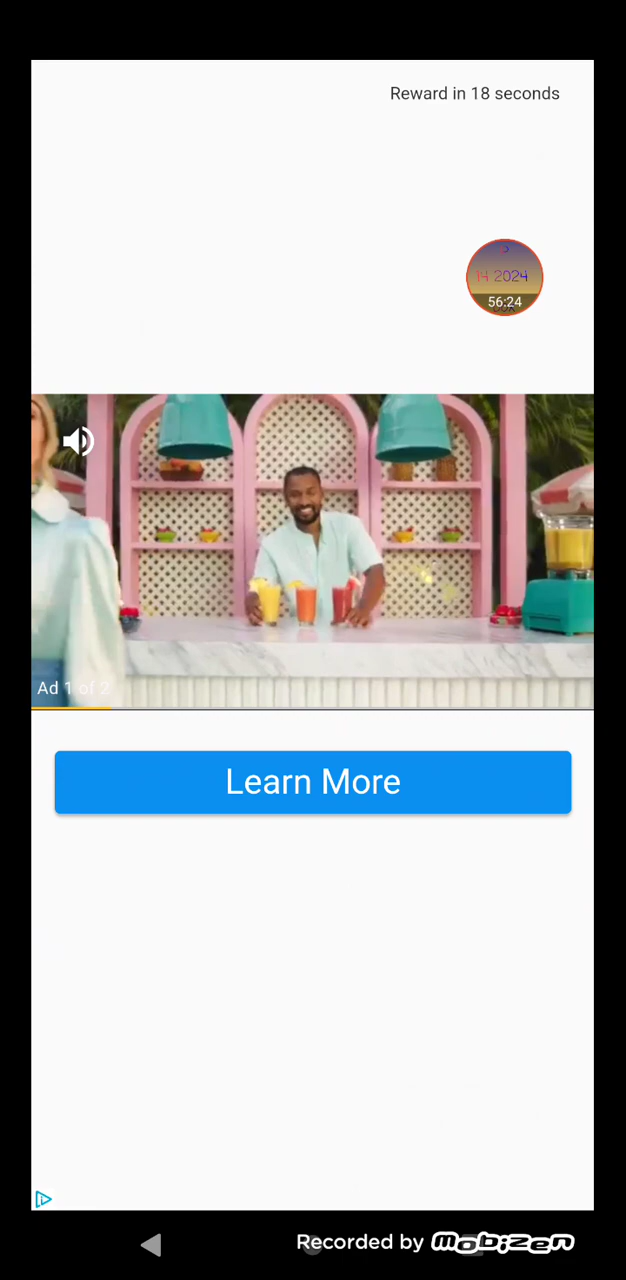 Reward in 18 seconds
14 2024
56:24
Ad 1 of 2
Learn More
Recorded by mobizen